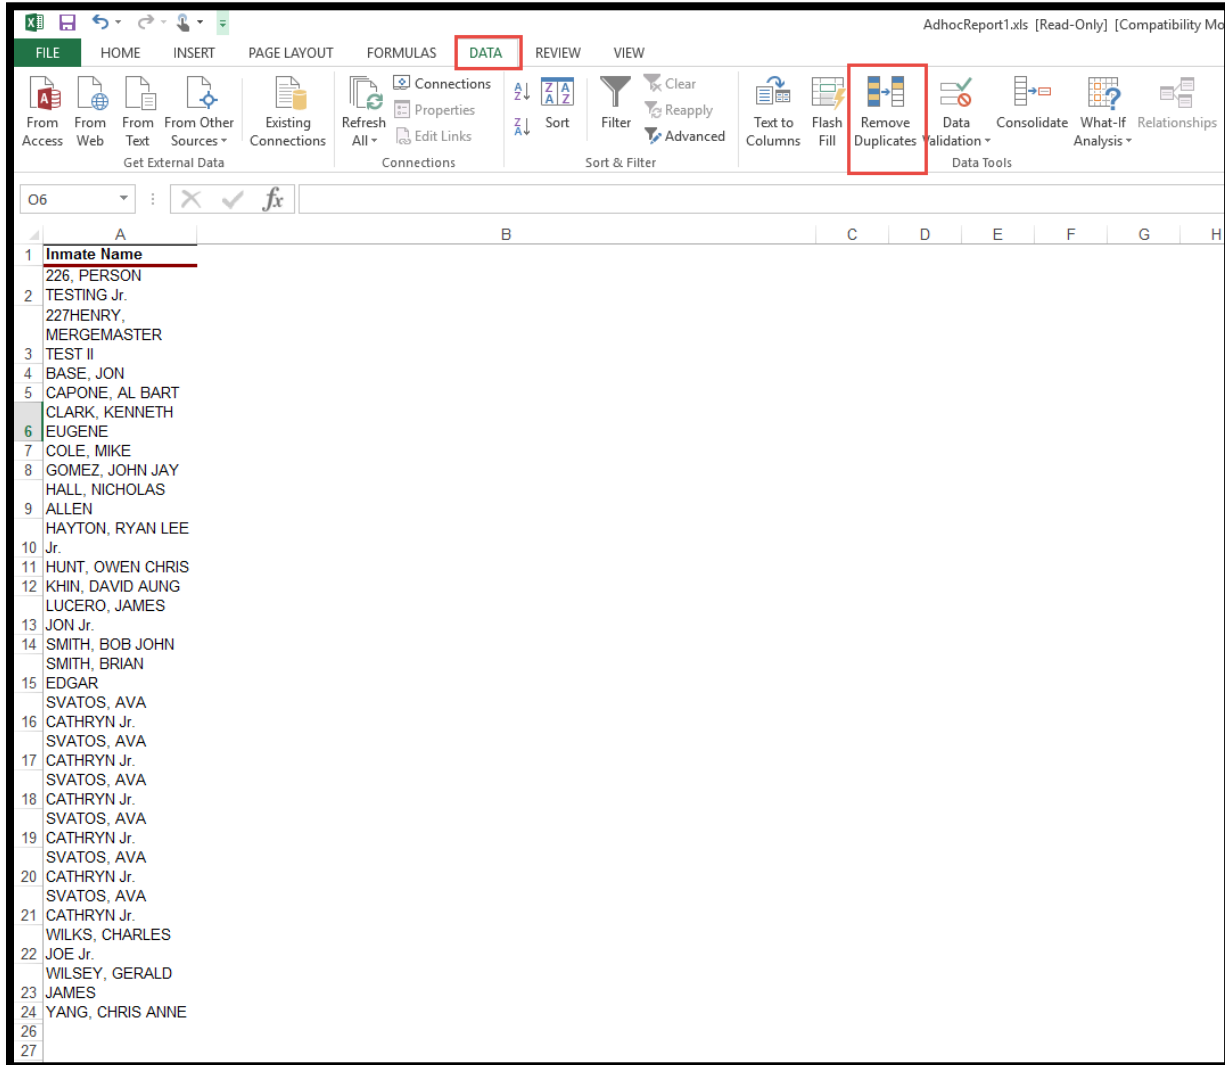 AdhocReport1.xls [Read-Only] [Compatibility Mo
FILE HOME INSERT PAGE LAYOUT FORMULAS DATA REVIEW VIEW
From Access
From Web
From Text
From Other Sources
Existing Connections
Get External Data
Refresh All
Connections
Properties
Edit Links
Connections
Sort
Filter
Clear
Reapply
Advanced
Sort & Filter
Text to Columns
Flash Fill
Remove Duplicates
Data Validation
Consolidate
What-If Analysis
Relationships
Data Tools
O6 fx
A B C D E F G H
1 Inmate Name
226, PERSON
2 TESTING Jr.
227HENRY,
MERGEMASTER
3 TEST II
4 BASE, JON
5 CAPONE, AL BART
CLARK, KENNETH
6 EUGENE
7 COLE, MIKE
8 GOMEZ, JOHN JAY
HALL, NICHOLAS
9 ALLEN
HAYTON, RYAN LEE
10 Jr.
11 HUNT, OWEN CHRIS
12 KHIN, DAVID AUNG
LUCERO, JAMES
13 JON Jr.
14 SMITH, BOB JOHN
SMITH, BRIAN
15 EDGAR
SVATOS, AVA
16 CATHRYN Jr.
SVATOS, AVA
17 CATHRYN Jr.
SVATOS, AVA
18 CATHRYN Jr.
SVATOS, AVA
19 CATHRYN Jr.
SVATOS, AVA
20 CATHRYN Jr.
SVATOS, AVA
21 CATHRYN Jr.
WILKS, CHARLES
22 JOE Jr.
WILSEY, GERALD
23 JAMES
24 YANG, CHRIS ANNE
26
27